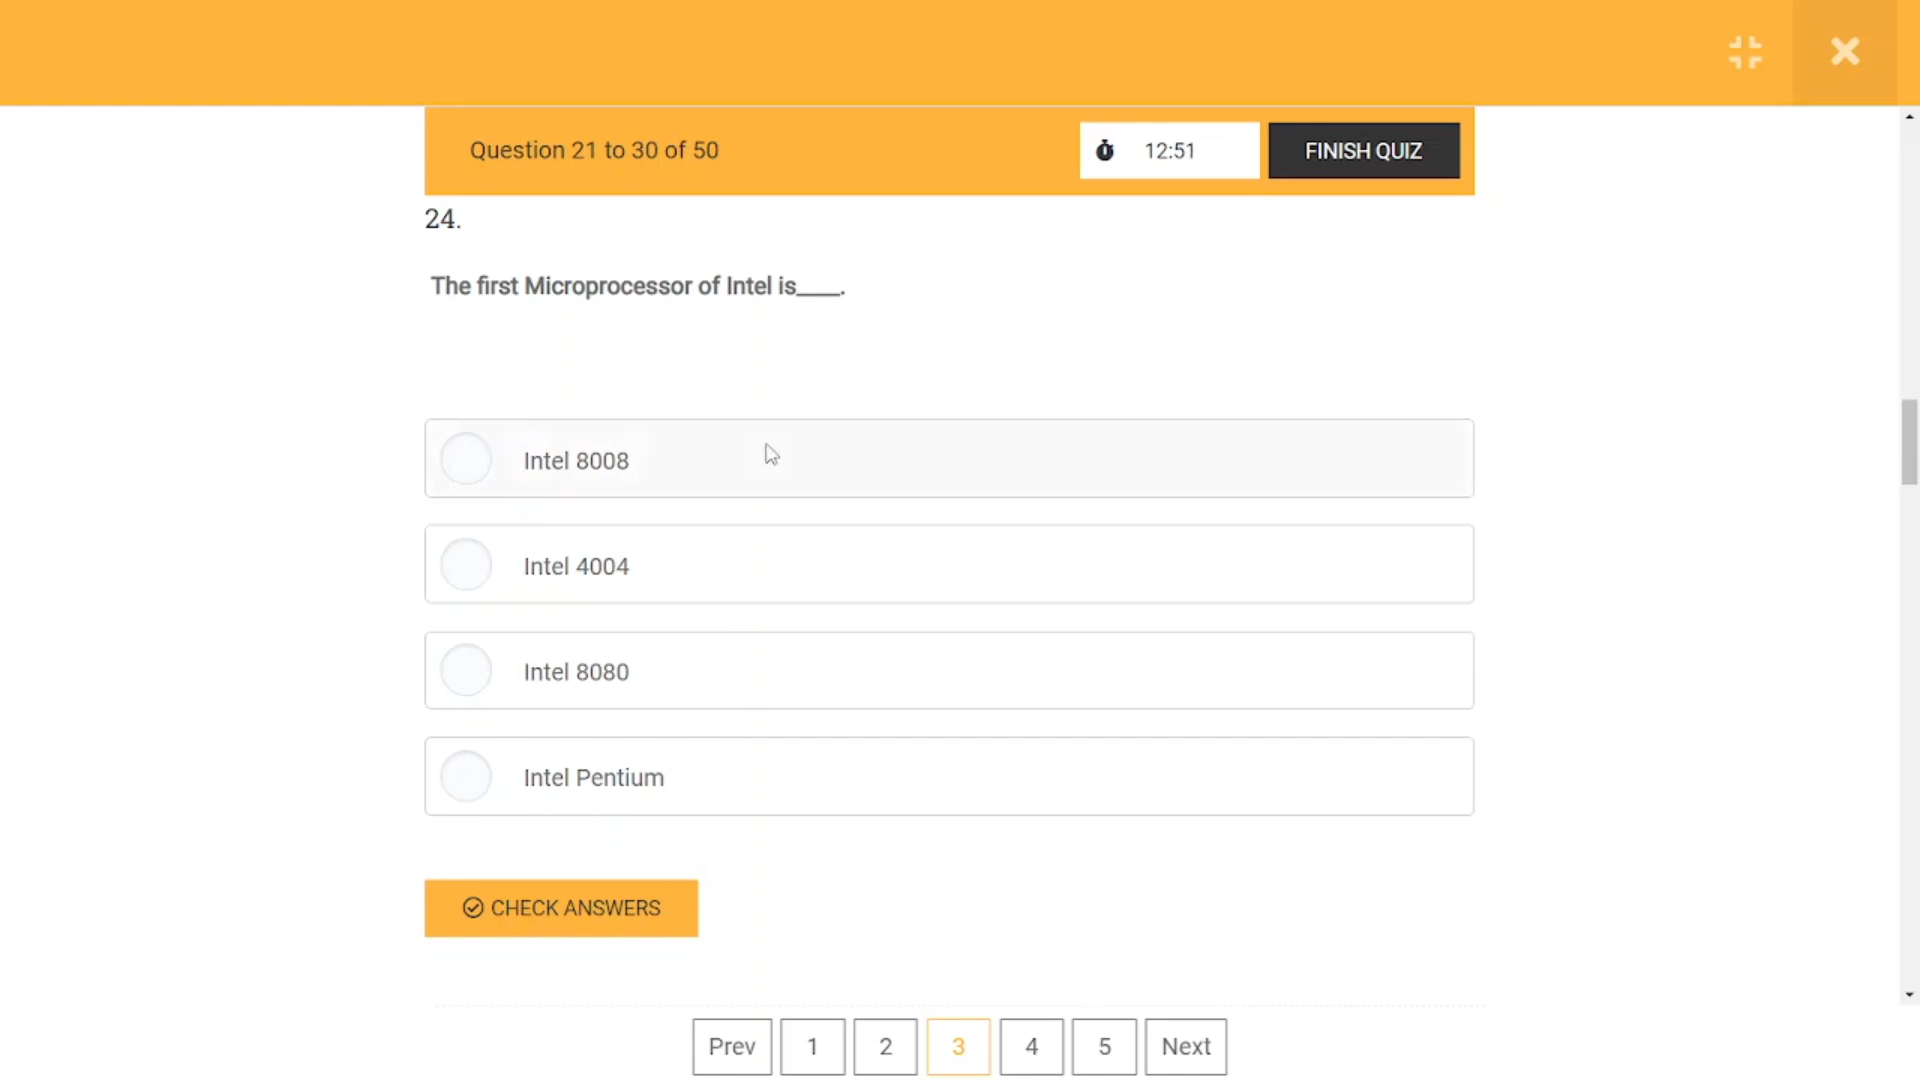 Question 21 to 30 of 50
12:51
FINISH QUIZ
24.
The first Microprocessor of Intel is____.
Intel 8008
Intel 4004
Intel 8080
Intel Pentium
CHECK ANSWERS
Prev 1 2 3 4 5 Next